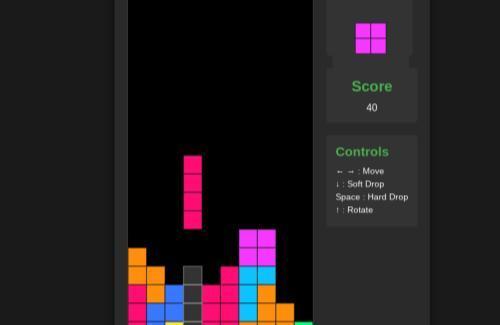 Score
40
Controls
← → : Move
↓ : Soft Drop
Space : Hard Drop
↑ : Rotate